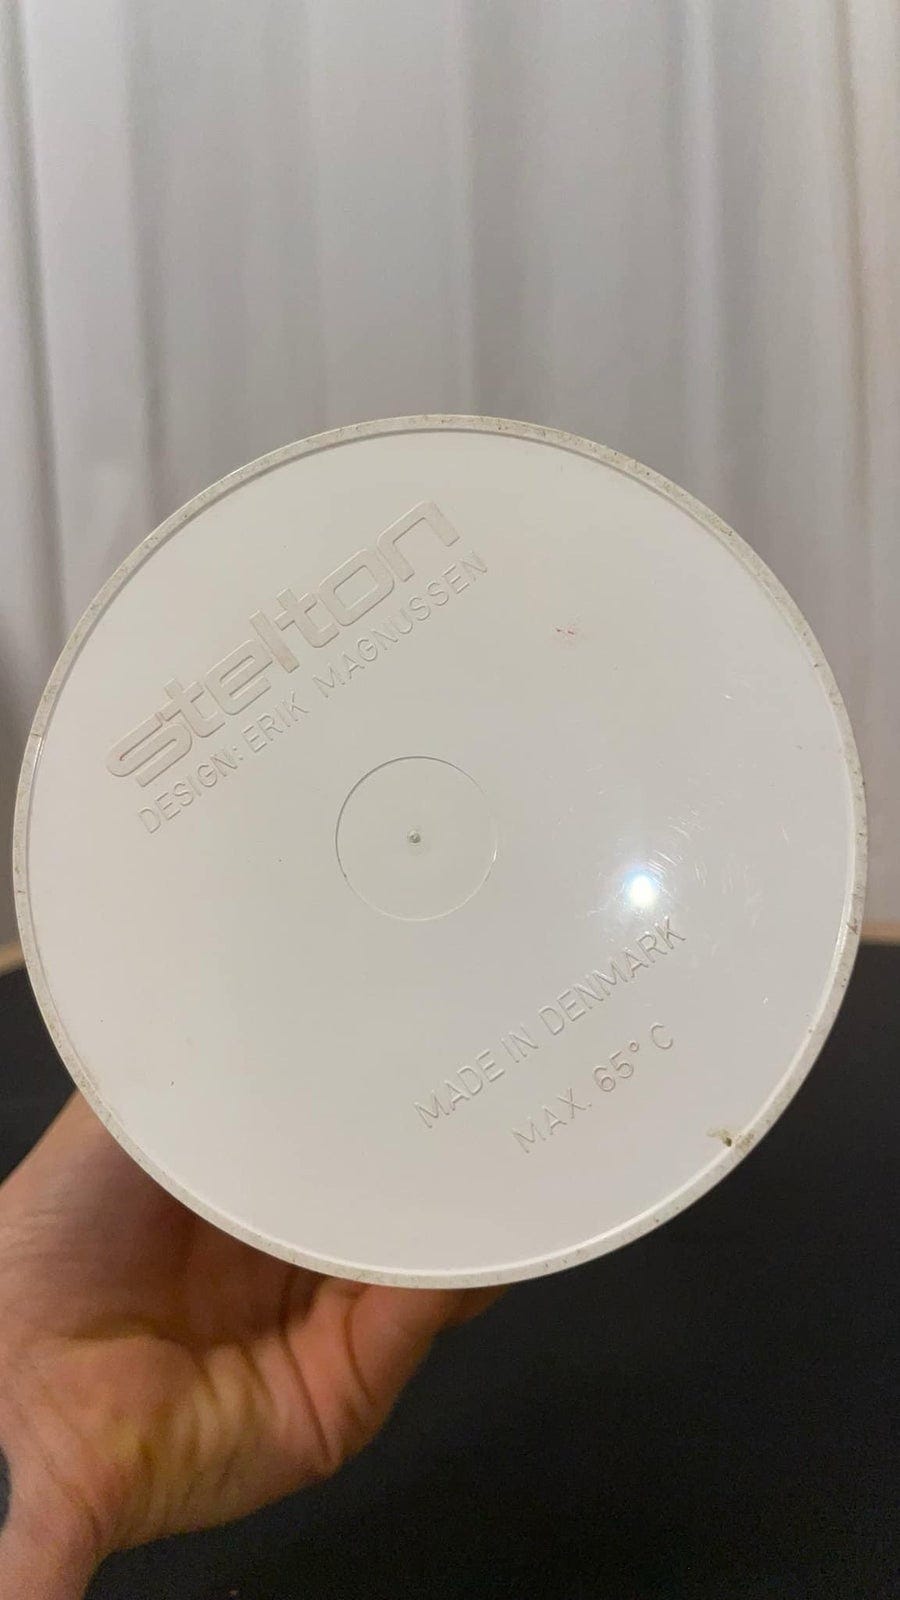 stelton
DESIGN: ERIK MAGNUSSEN
MADE IN DENMARK
MAX. 65° C